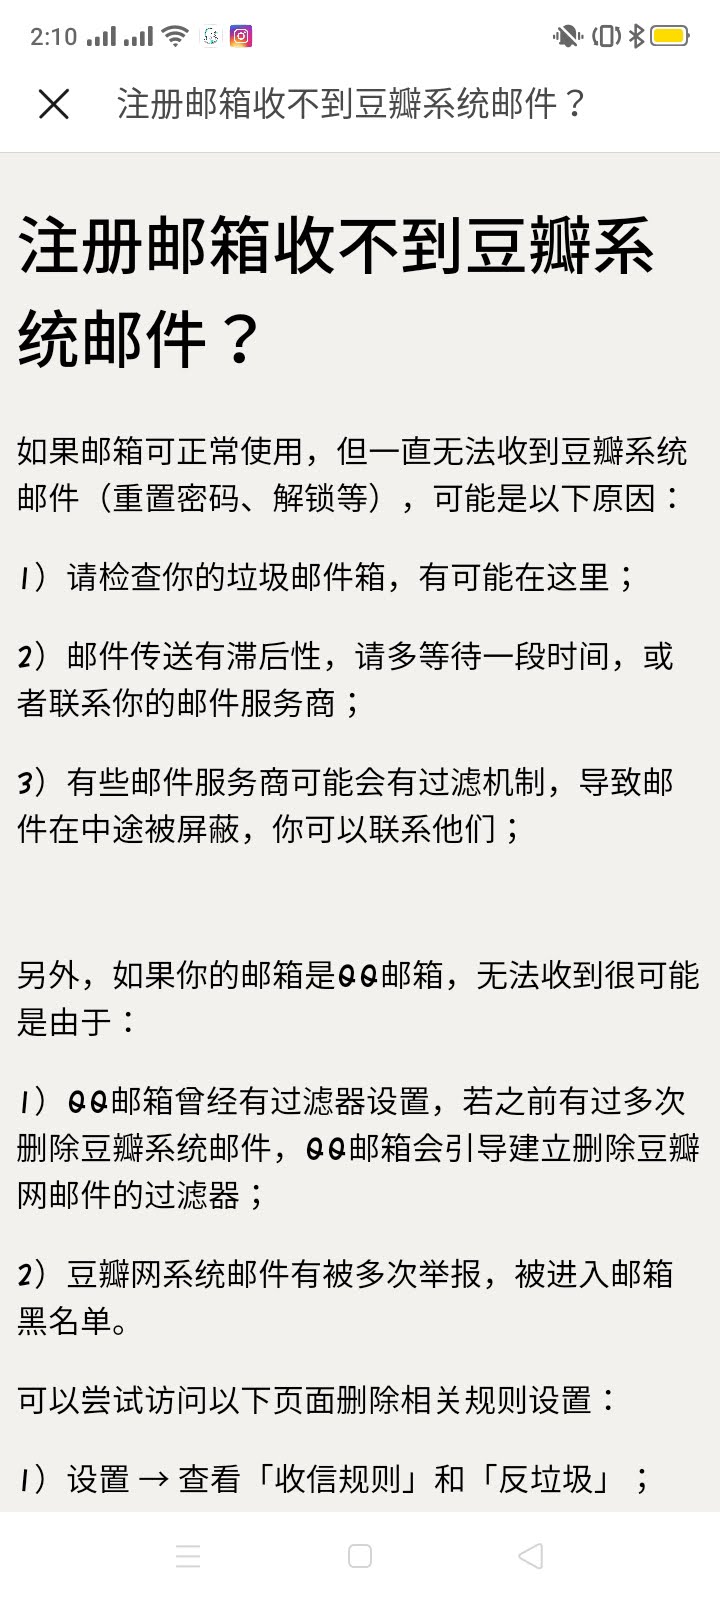 2:10
注册邮箱收不到豆瓣系统邮件？
注册邮箱收不到豆瓣系
统邮件？
如果邮箱可正常使用，但一直无法收到豆瓣系统
邮件（重置密码、解锁等），可能是以下原因：
1）请检查你的垃圾邮件箱，有可能在这里；
2）邮件传送有滞后性，请多等待一段时间，或
者联系你的邮件服务商；
3）有些邮件服务商可能会有过滤机制，导致邮
件在中途被屏蔽，你可以联系他们；
另外，如果你的邮箱是QQ邮箱，无法收到很可能
是由于：
1）QQ邮箱曾经有过滤器设置，若之前有过多次
删除豆瓣系统邮件，QQ邮箱会引导建立删除豆瓣
网邮件的过滤器；
2）豆瓣网系统邮件有被多次举报，被进入邮箱
黑名单。
可以尝试访问以下页面删除相关规则设置：
1）设置 → 查看「收信规则」和「反垃圾」；